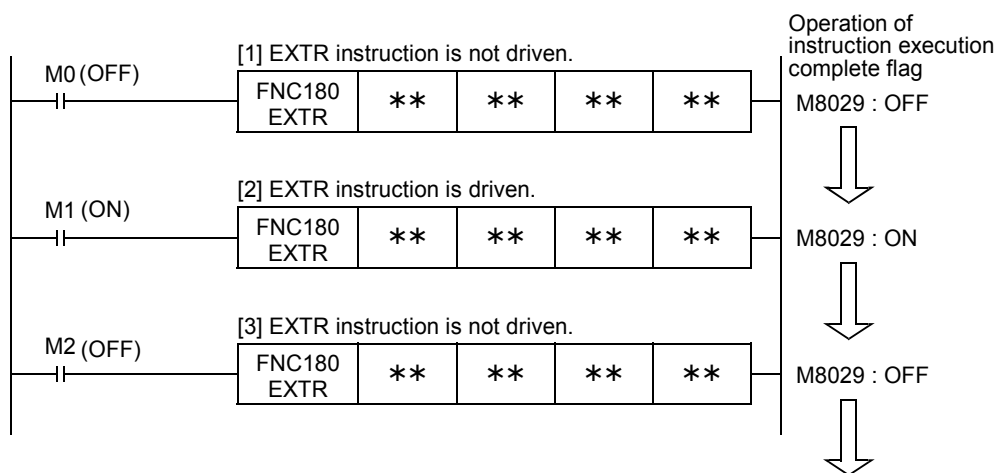 Operation of
instruction execution
complete flag
[1] EXTR instruction is not driven.
M0 (OFF)
FNC180
EXTR
** ** ** **
M8029 : OFF
[2] EXTR instruction is driven.
M1 (ON)
FNC180
EXTR
** ** ** **
M8029 : ON
[3] EXTR instruction is not driven.
M2 (OFF)
FNC180
EXTR
** ** ** **
M8029 : OFF